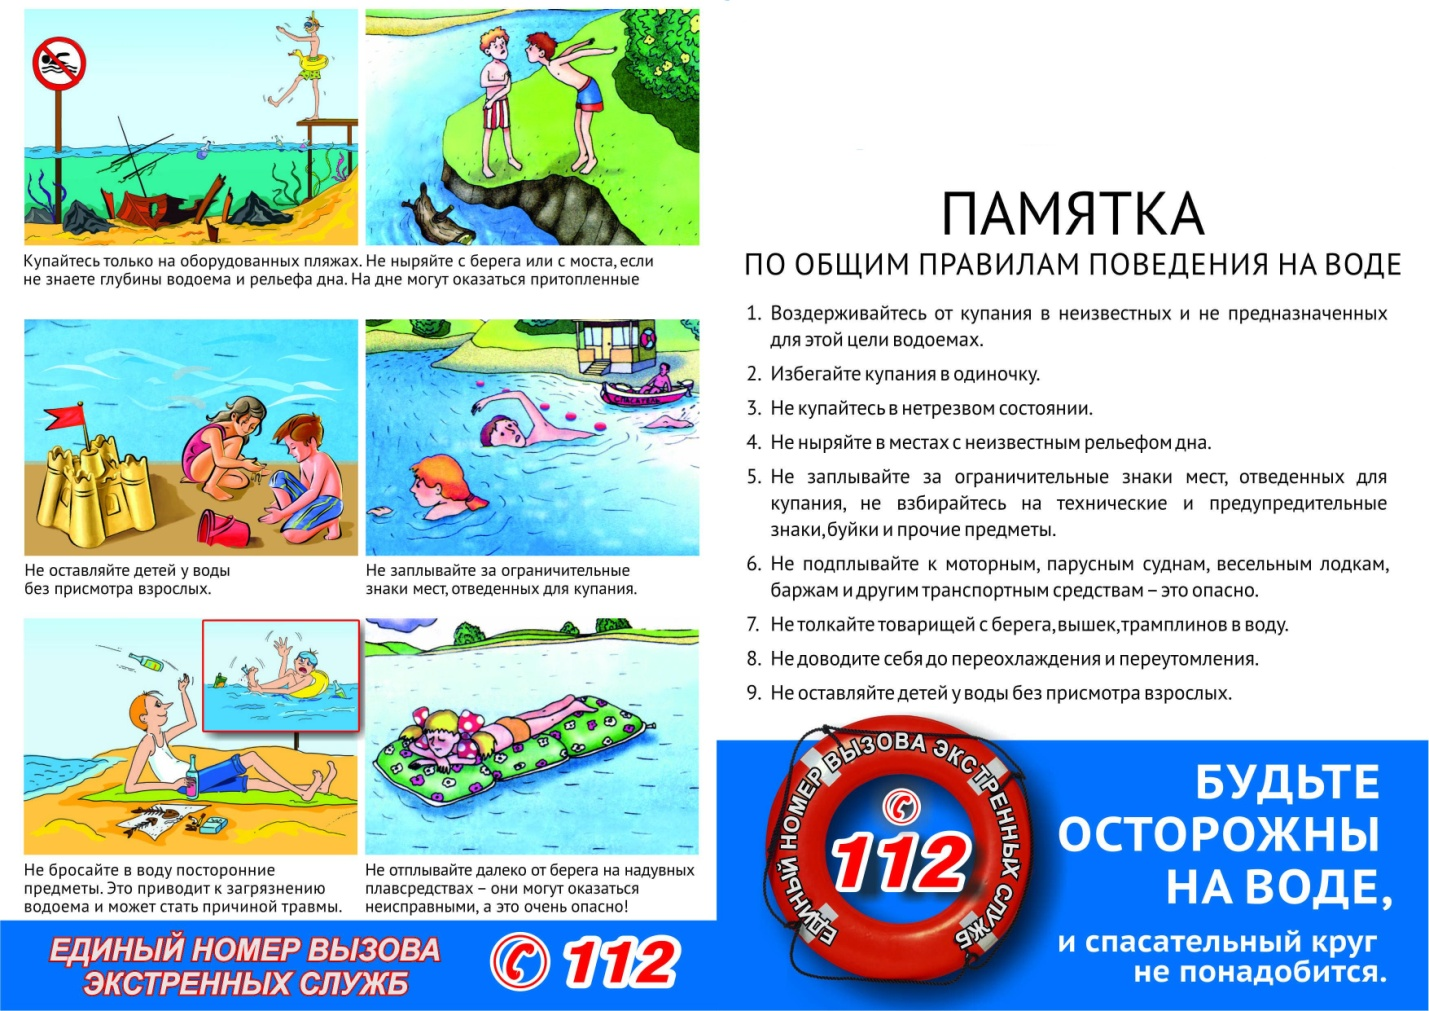 Купайтесь только на оборудованных пляжах. Не ныряйте с берега или с моста, если
не знаете глубины водоема и рельефа дна. На дне могут оказаться притопленные
СПАСАТЕЛЬ
Не оставляйте детей у воды
без присмотра взрослых.
Не заплывайте за ограничительные
знаки мест, отведенных для купания.
Не бросайте в воду посторонние
предметы. Это приводит к загрязнению
водоема и может стать причиной травмы.
Не отплывайте далеко от берега на надувных
плавсредствах – они могут оказаться
неисправными, а это очень опасно!
ЕДИНЫЙ НОМЕР ВЫЗОВА
ЭКСТРЕННЫХ СЛУЖБ
112
ПАМЯТКА
ПО ОБЩИМ ПРАВИЛАМ ПОВЕДЕНИЯ НА ВОДЕ
1. Воздерживайтесь от купания в неизвестных и не предназначенных
для этой цели водоемах.
2. Избегайте купания в одиночку.
3. Не купайтесь в нетрезвом состоянии.
4. Не ныряйте в местах с неизвестным рельефом дна.
5. Не заплывайте за ограничительные знаки мест, отведенных для
купания, не взбирайтесь на технические и предупредительные
знаки,буйки и прочие предметы.
6. Не подплывайте к моторным, парусным суднам, весельным лодкам,
баржам и другим транспортным средствам – это опасно.
7. Не толкайте товарищей с берега,вышек,трамплинов в воду.
8. Не доводите себя до переохлаждения и переутомления.
9. Не оставляйте детей у воды без присмотра взрослых.
ЕДИНЫЙ НОМЕР ВЫЗОВА ЭКСТРЕННЫХ СЛУЖБ
112
БУДЬТЕ
ОСТОРОЖНЫ
НА ВОДЕ,
и спасательный круг
не понадобится.